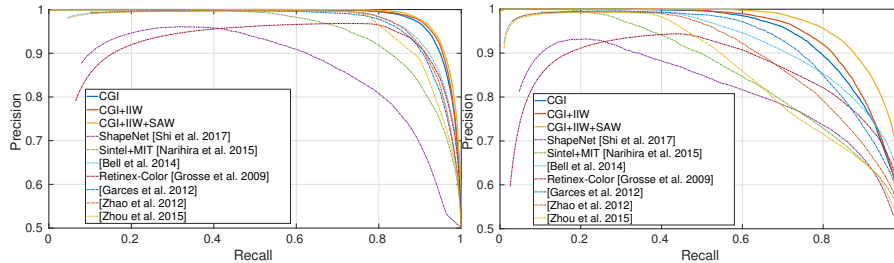 1
0.9
0.8
0.7
0.6
0.5
Precision
0
0.2
0.4
0.6
0.8
1
Recall
CGI
CGI+IIW
CGI+IIW+SAW
ShapeNet [Shi et al. 2017]
Sintel+MIT [Narihira et al. 2015]
[Bell et al. 2014]
Retinex-Color [Grosse et al. 2009]
[Garces et al. 2012]
[Zhao et al. 2012]
[Zhou et al. 2015]
1
0.9
0.8
0.7
0.6
0.5
Precision
0
0.2
0.4
0.6
0.8
Recall
CGI
CGI+IIW
CGI+IIW+SAW
ShapeNet [Shi et al. 2017]
Sintel+MIT [Narihira et al. 2015]
[Bell et al. 2014]
Retinex-Color [Grosse et al. 2009]
[Garces et al. 2012]
[Zhao et al. 2012]
[Zhou et al. 2015]